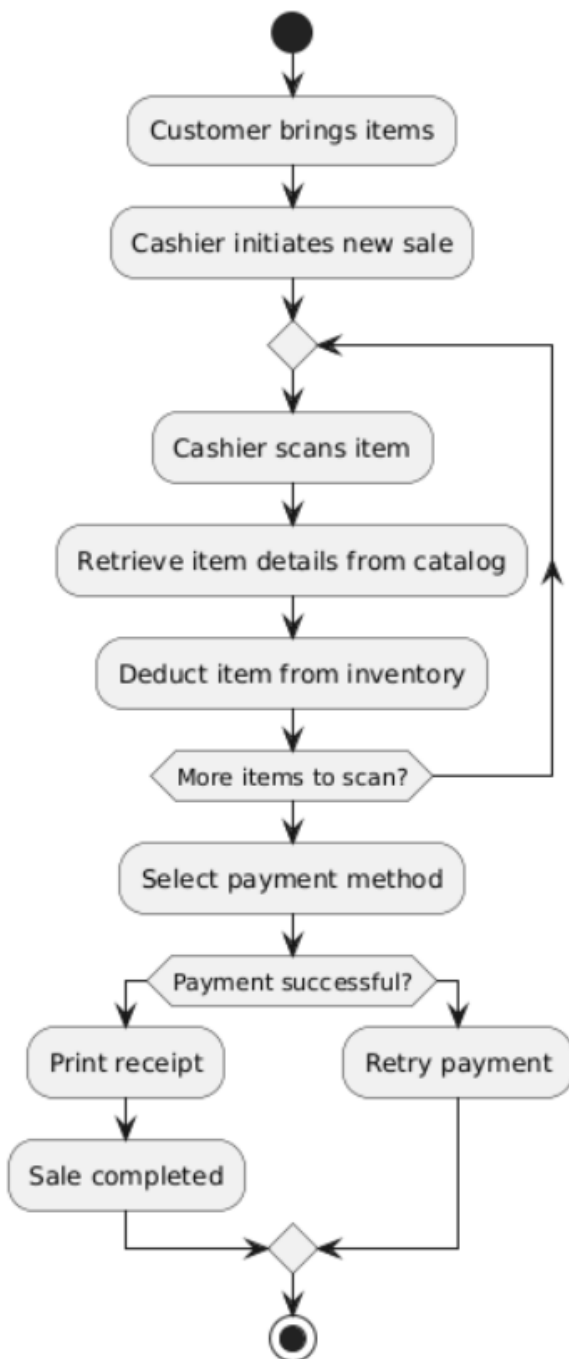 Customer brings items
Cashier initiates new sale
Cashier scans item
Retrieve item details from catalog
Deduct item from inventory
More items to scan?
Select payment method
Payment successful?
Print receipt
Retry payment
Sale completed